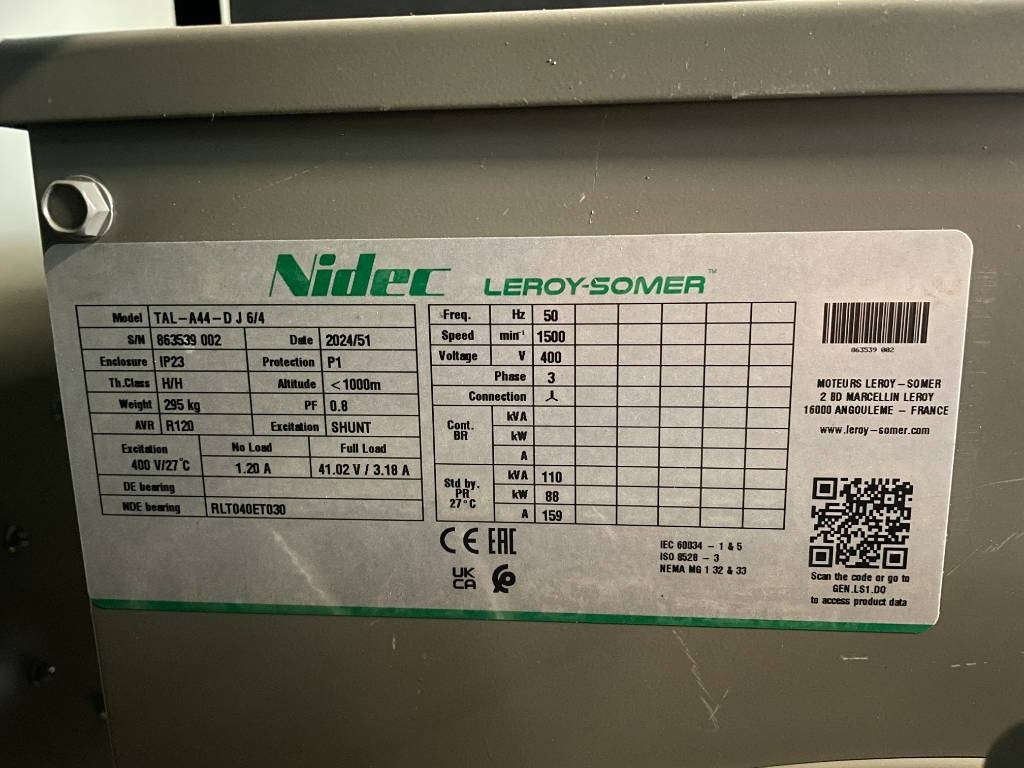 Nidec LEROY-SOMER™
Model TAL-A44-D J 6/4
S/N 863539 002 Date 2024/51
Enclosure IP23 Protection P1
Th.Class H/H Altitude <1000m
Weight 295 kg PF 0.8
AVR R120 Excitation SHUNT
Excitation No Load Full Load
400 V/27°C 1.20 A 41.02 V / 3.18 A
DE bearing
NDE bearing RLT040ET030
Freq. Hz 50
Speed min⁻¹ 1500
Voltage V 400
Phase 3
Connection
Cont. BR kVA
kW
A
Std by. PR 27°C kVA 110
kW 88
A 159
CE EAC
UK CA
IEC 60034 - 1 & 5
ISO 8528 - 3
NEMA MG 1 32 & 33
863539 002
MOTEURS LEROY-SOMER
2 BD MARCELLIN LEROY
16000 ANGOULEME - FRANCE
www.leroy-somer.com
Scan the code or go to
GEN.LS1.DO
to access product data